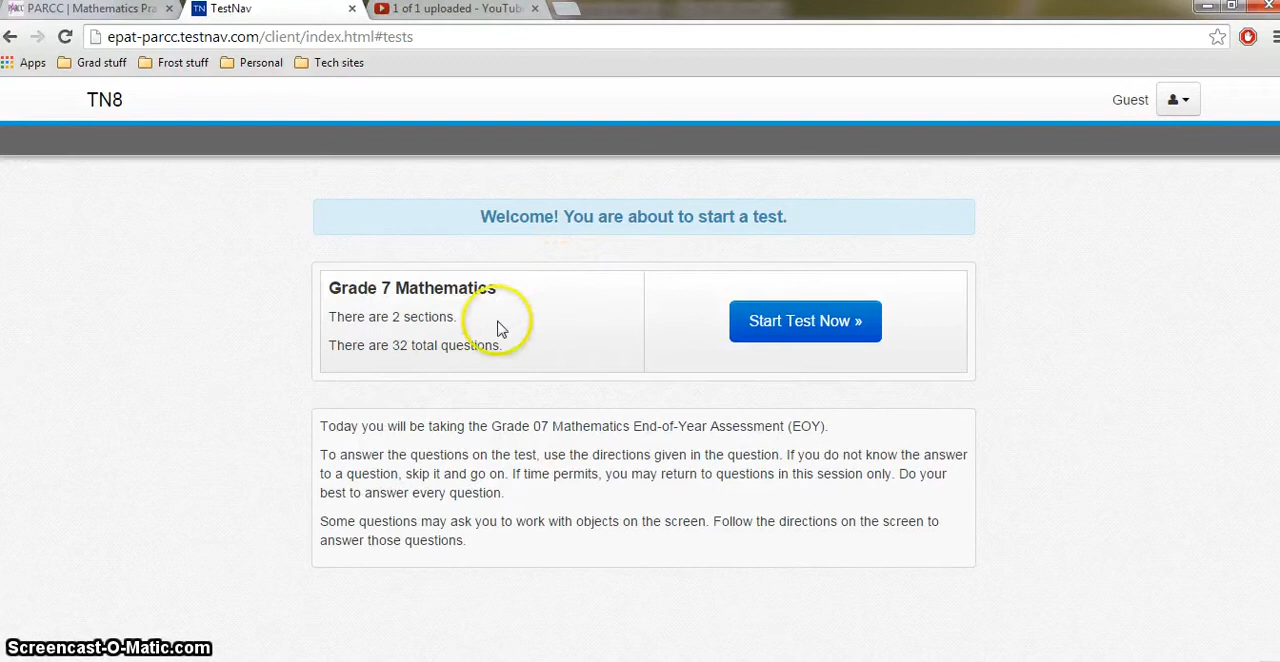 PARCC | Mathematics Pra
TN TestNav
1 of 1 uploaded - YouTub
epat-parcc.testnav.com/client/index.html#tests
Apps Grad stuff Frost stuff Personal Tech sites
TN8
Guest
Welcome! You are about to start a test.
Grade 7 Mathematics
There are 2 sections.
There are 32 total questions.
Start Test Now »
Today you will be taking the Grade 07 Mathematics End-of-Year Assessment (EOY).
To answer the questions on the test, use the directions given in the question. If you do not know the answer
to a question, skip it and go on. If time permits, you may return to questions in this session only. Do your
best to answer every question.
Some questions may ask you to work with objects on the screen. Follow the directions on the screen to
answer those questions.
Screencast-O-Matic.com